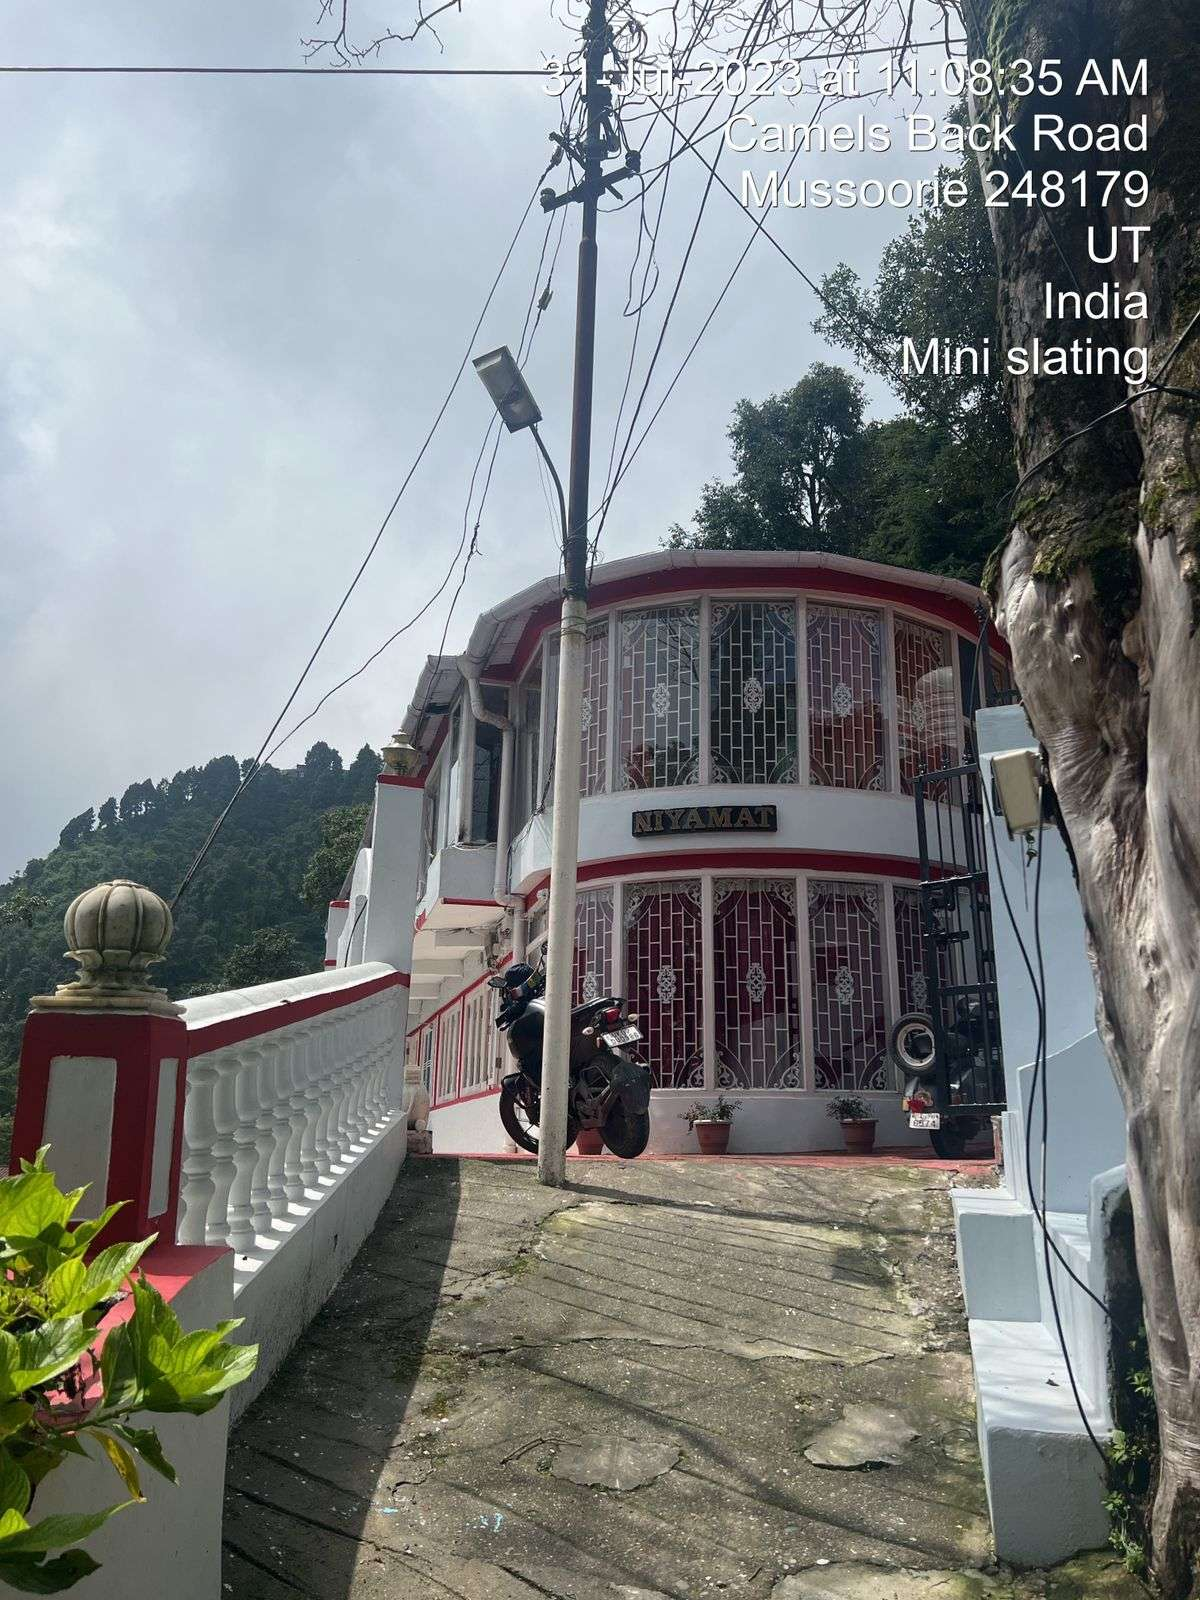 31-Jul-2023 at 11:08:35 AM
Camels Back Road
Mussoorie 248179
UT
India
Mini slating
NIYAMAT